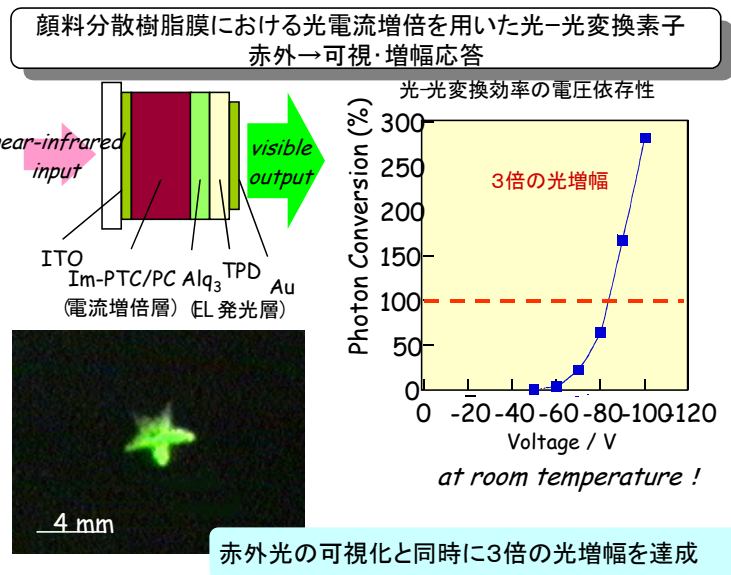 顔料分散樹脂膜における光電流増倍を用いた光−光変換素子
赤外→可視・増幅応答
near-infrared
input
visible
output
ITO
Im-PTC/PC
Alq3
TPD
Au
(電流増倍層)
(EL発光層)
4 mm
光-光変換効率の電圧依存性
Photon Conversion (%)
300
250
200
150
100
50
0
3倍の光増幅
0 -20 -40 -60 -80 -100 -120
Voltage / V
at room temperature !
赤外光の可視化と同時に3倍の光増幅を達成